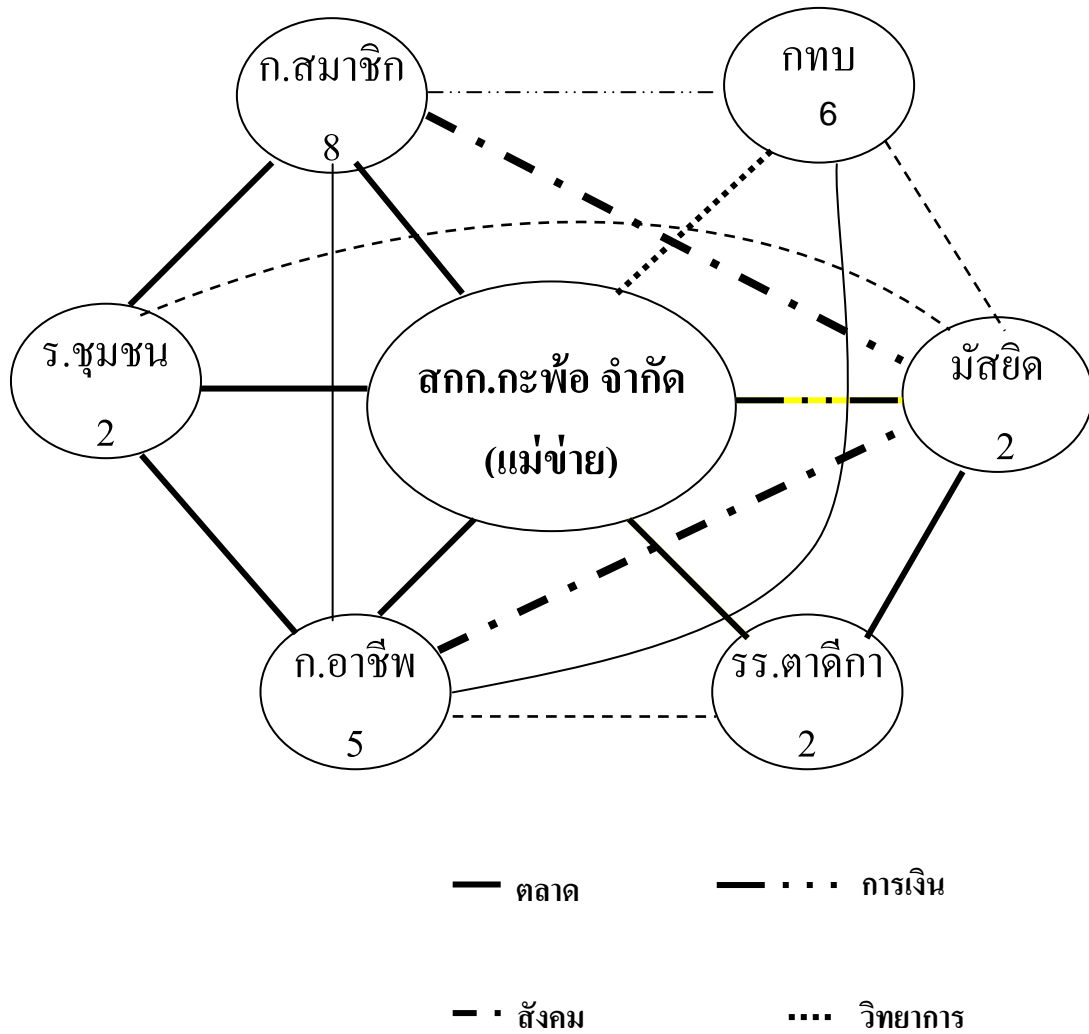 ก.สมาชิก
8
กทบ
6
ร.ชุมชน
2
สกก.กะพ้อ จำกัด
(แม่ข่าย)
มัสยิด
2
ก.อาชีพ
5
รร.ตาดีกา
2
ตลาด
การเงิน
สังคม
วิทยาการ